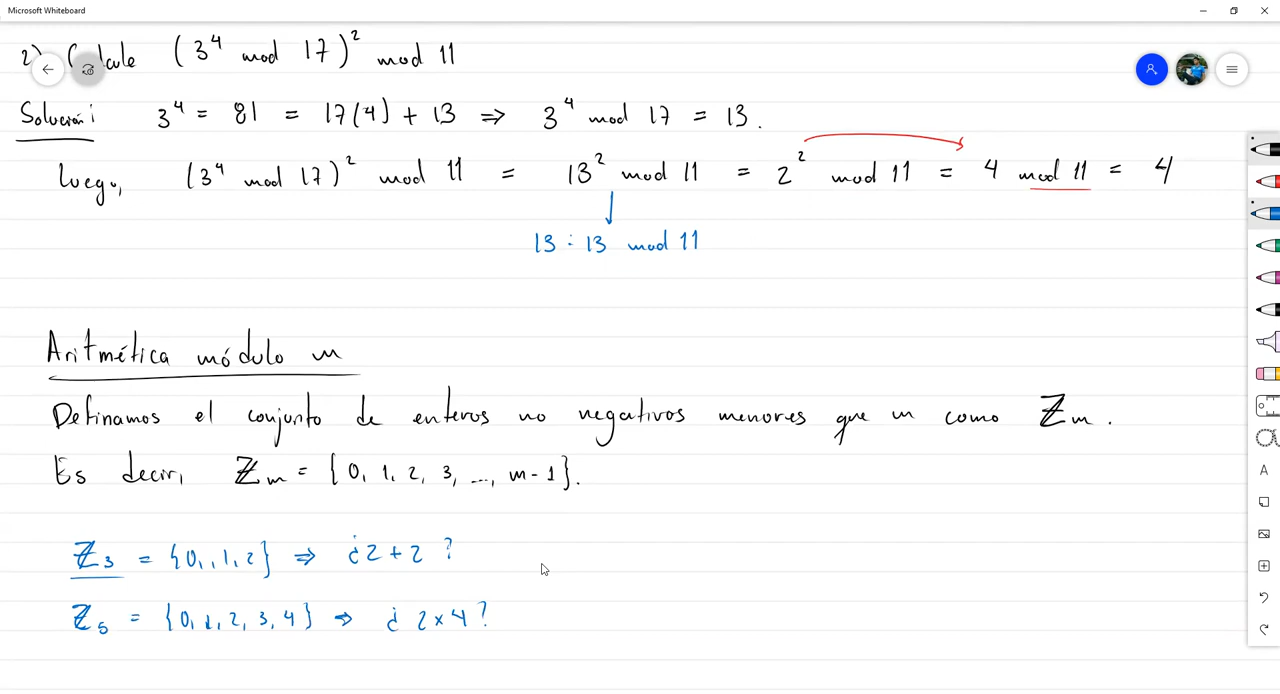 Microsoft Whiteboard
2) Calcule (3⁴ mod 17)² mod 11
Solución: 3⁴ = 81 = 17(4) + 13 ⇒ 3⁴ mod 17 = 13.
Luego, (3⁴ mod 17)² mod 11 = 13² mod 11 = 2² mod 11 = 4 mod 11 = 4
↓
13 : 13 mod 11
Aritmética módulo m
Definamos el conjunto de enteros no negativos menores que m como ℤm.
Es decir, ℤm = {0, 1, 2, 3, ..., m-1}.
ℤ₃ = {0, 1, 2} ⇒ ¿2 + 2?
ℤ₅ = {0, 1, 2, 3, 4} ⇒ ¿2 × 4?